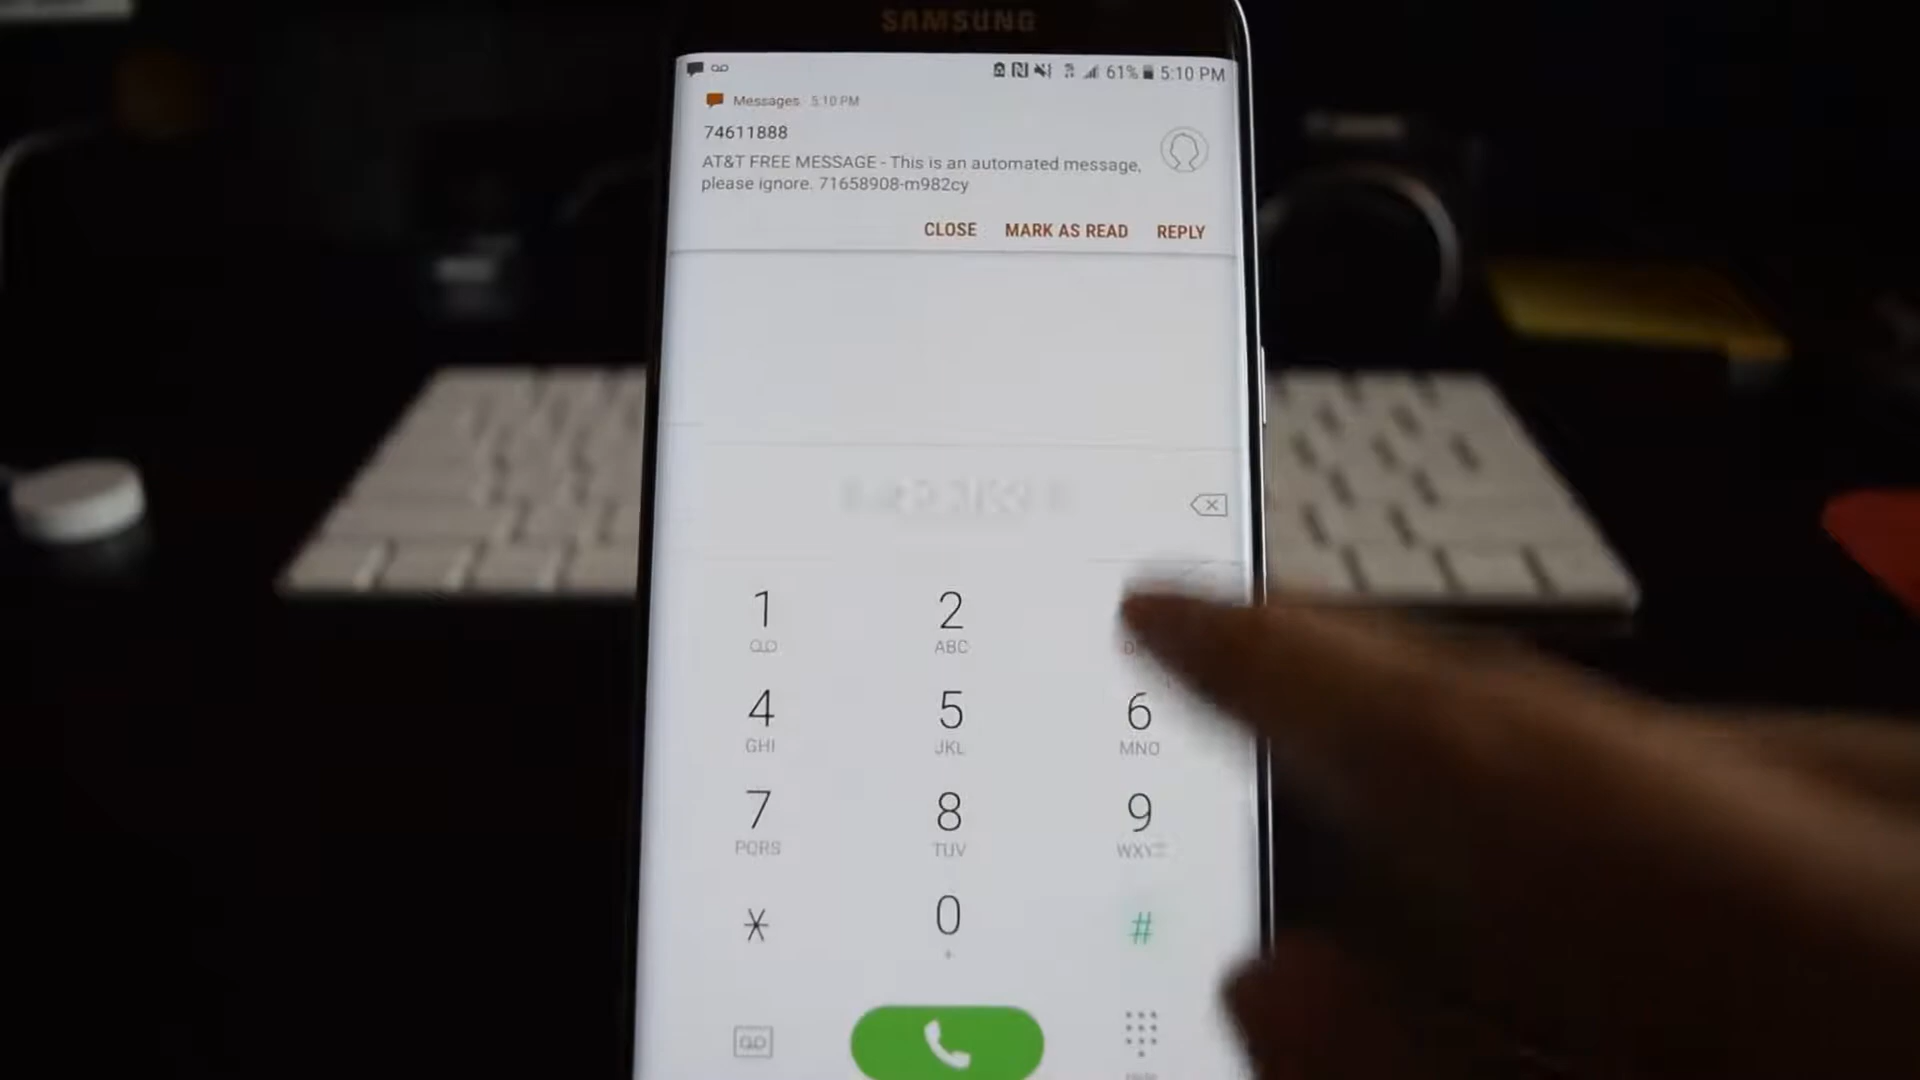 SAMSUNG
61% 5:10 PM
Messages 5:10 PM
74611888
AT&T FREE MESSAGE - This is an automated message,
please ignore. 71658908-m982cy
CLOSE MARK AS READ REPLY
1 2
ABC
4 5 6
GHI JKL MNO
7 8 9
PQRS TUV WXYZ
* 0 #
+